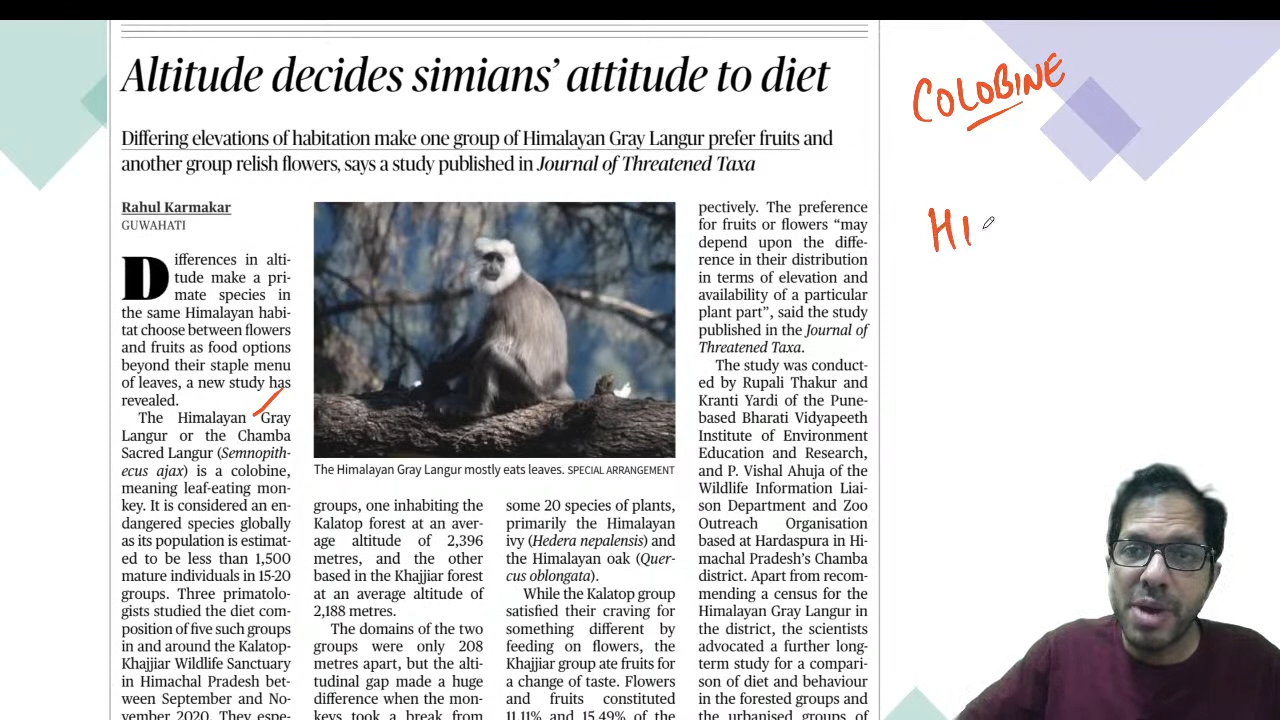 Altitude decides simians’ attitude to diet
Differing elevations of habitation make one group of Himalayan Gray Langur prefer fruits and
another group relish flowers, says a study published in Journal of Threatened Taxa
Rahul Karmakar
GUWAHATI
Differences in alti-
tude make a pri-
mate species in
the same Himalayan habi-
tat choose between flowers
and fruits as food options
beyond their staple menu
of leaves, a new study has
revealed.
The Himalayan Gray
Langur or the Chamba
Sacred Langur (Semnopith-
ecus ajax) is a colobine,
meaning leaf-eating mon-
key. It is considered an en-
dangered species globally
as its population is estimat-
ed to be less than 1,500
mature individuals in 15-20
groups. Three primatolo-
gists studied the diet com-
position of five such groups
in and around the Kalatop-
Khajjiar Wildlife Sanctuary
in Himachal Pradesh bet-
ween September and No-
vember 2020. They espe-
The Himalayan Gray Langur mostly eats leaves. SPECIAL ARRANGEMENT
groups, one inhabiting the
Kalatop forest at an aver-
age altitude of 2,396
metres, and the other
based in the Khajjiar forest
at an average altitude of
2,188 metres.
The domains of the two
groups were only 208
metres apart, but the alti-
tudinal gap made a huge
difference when the mon-
keys took a break from
some 20 species of plants,
primarily the Himalayan
ivy (Hedera nepalensis) and
the Himalayan oak (Quer-
cus oblongata).
While the Kalatop group
satisfied their craving for
something different by
feeding on flowers, the
Khajjiar group ate fruits for
a change of taste. Flowers
and fruits constituted
11.11% and 15.49% of the
pectively. The preference
for fruits or flowers “may
depend upon the diffe-
rence in their distribution
in terms of elevation and
availability of a particular
plant part”, said the study
published in the Journal of
Threatened Taxa.
The study was conduct-
ed by Rupali Thakur and
Kranti Yardi of the Pune-
based Bharati Vidyapeeth
Institute of Environment
Education and Research,
and P. Vishal Ahuja of the
Wildlife Information Liai-
son Department and Zoo
Outreach Organisation
based at Hardaspura in Hi-
machal Pradesh’s Chamba
district. Apart from recom-
mending a census for the
Himalayan Gray Langur in
the district, the scientists
advocated a further long-
term study for a compari-
son of diet and behaviour
in the forested groups and
the urbanised groups of
COLOBINE
HI